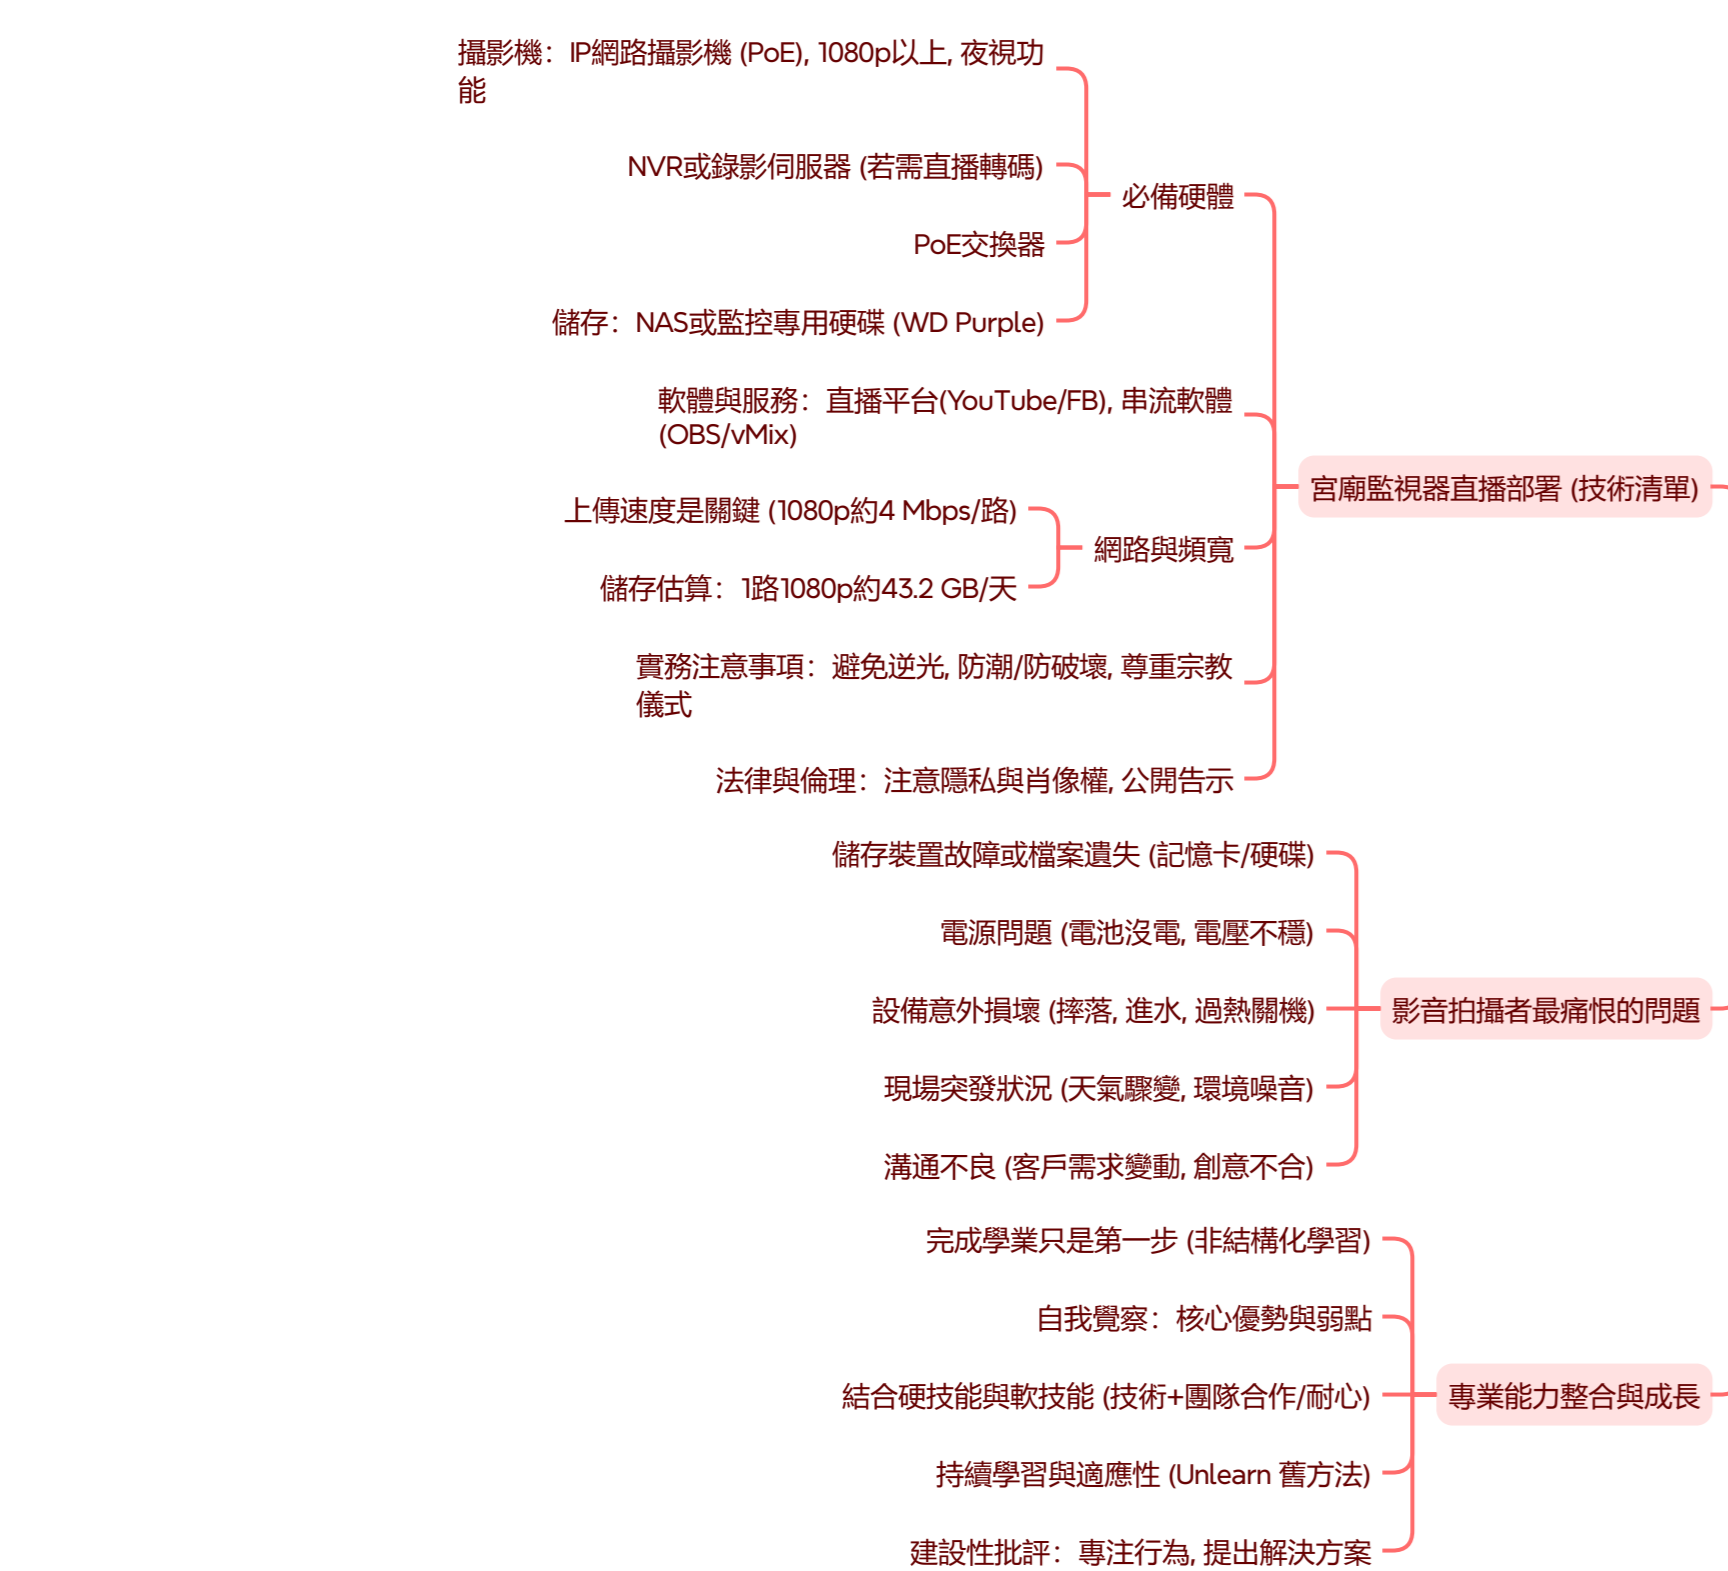 攝影機：IP網路攝影機 (PoE), 1080p以上, 夜視功
能
NVR或錄影伺服器 (若需直播轉碼)
必備硬體
PoE交換器
儲存：NAS或監控專用硬碟 (WD Purple)
軟體與服務：直播平台(YouTube/FB), 串流軟體
(OBS/vMix)
宮廟監視器直播部署 (技術清單)
上傳速度是關鍵 (1080p約4 Mbps/路)
網路與頻寬
儲存估算：1路1080p約43.2 GB/天
實務注意事項：避免逆光, 防潮/防破壞, 尊重宗教
儀式
法律與倫理：注意隱私與肖像權, 公開告示
儲存裝置故障或檔案遺失 (記憶卡/硬碟)
電源問題 (電池沒電, 電壓不穩)
設備意外損壞 (摔落, 進水, 過熱關機)
影音拍攝者最痛恨的問題
現場突發狀況 (天氣驟變, 環境噪音)
溝通不良 (客戶需求變動, 創意不合)
完成學業只是第一步 (非結構化學習)
自我覺察：核心優勢與弱點
結合硬技能與軟技能 (技術+團隊合作/耐心)
專業能力整合與成長
持續學習與適應性 (Unlearn 舊方法)
建設性批評：專注行為, 提出解決方案